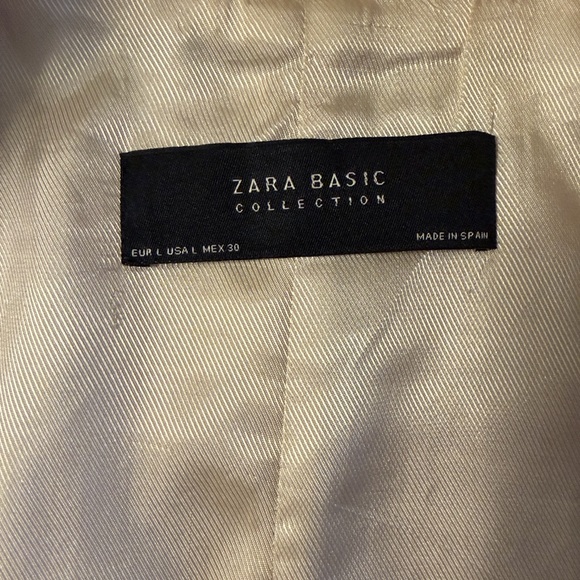 ZARA BASIC
COLLECTION
EUR L USA L MEX 30
MADE IN SPAIN